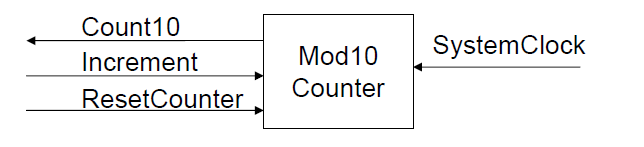 Count10
Increment
ResetCounter
Mod10
Counter
SystemClock